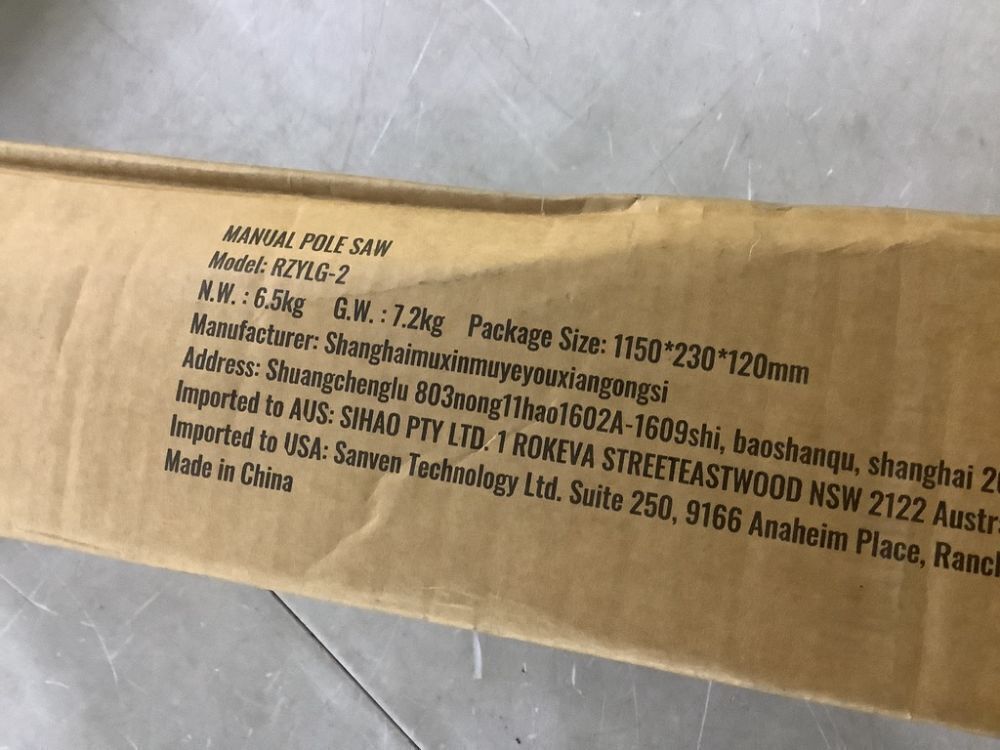 MANUAL POLE SAW
Model: RZYLG-2
N.W. : 6.5kg G.W. : 7.2kg Package Size: 1150*230*120mm
Manufacturer: Shanghaimuxinmuyeyouxiangongsi
Address: Shuangchenglu 803nong11hao1602A-1609shi, baoshanqu, shanghai
Imported to AUS: SIHAO PTY LTD. 1 ROKEVA STREETEASTWOOD NSW 2122
Imported to USA: Sanven Technology Ltd. Suite 250, 9166 Anaheim Place,
Made in China